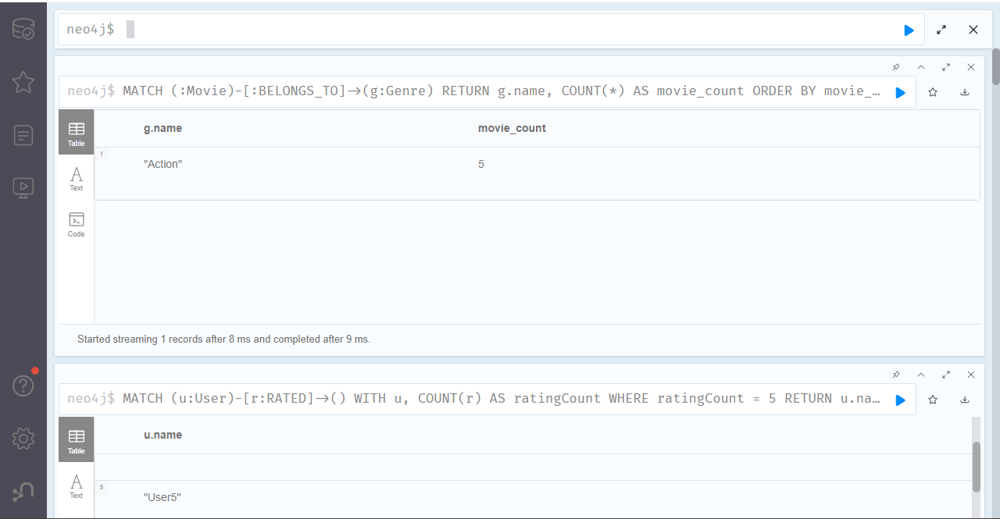 neo4j$
neo4j$ MATCH (:Movie)-[:BELONGS_TO]→(g:Genre) RETURN g.name, COUNT(*) AS movie_count ORDER BY movie_…
Table
g.name
movie_count
1
"Action"
5
Text
Code
Started streaming 1 records after 8 ms and completed after 9 ms.
neo4j$ MATCH (u:User)-[r:RATED]→() WITH u, COUNT(r) AS ratingCount WHERE ratingCount = 5 RETURN u.na…
Table
u.name
Text
5
"User5"